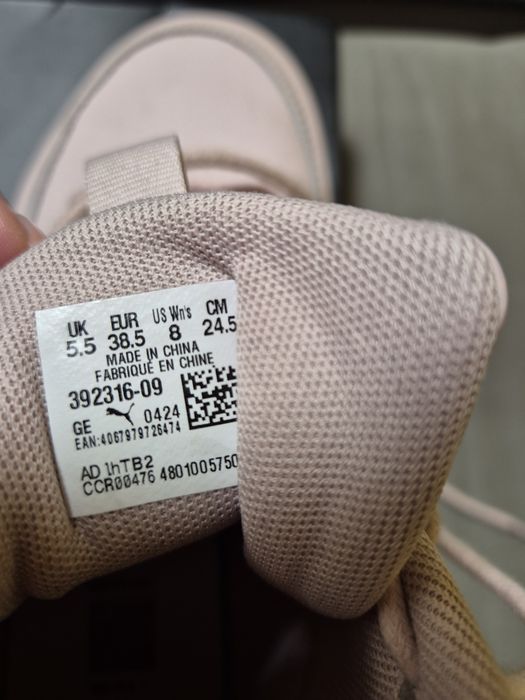 UK EUR US Wn's CM
5.5 38.5 8 24.5
MADE IN CHINA
FABRIQUÉ EN CHINE
392316-09
GE 0424
EAN:4067979726474
AD 1hTB2
CCR00476 4801005750